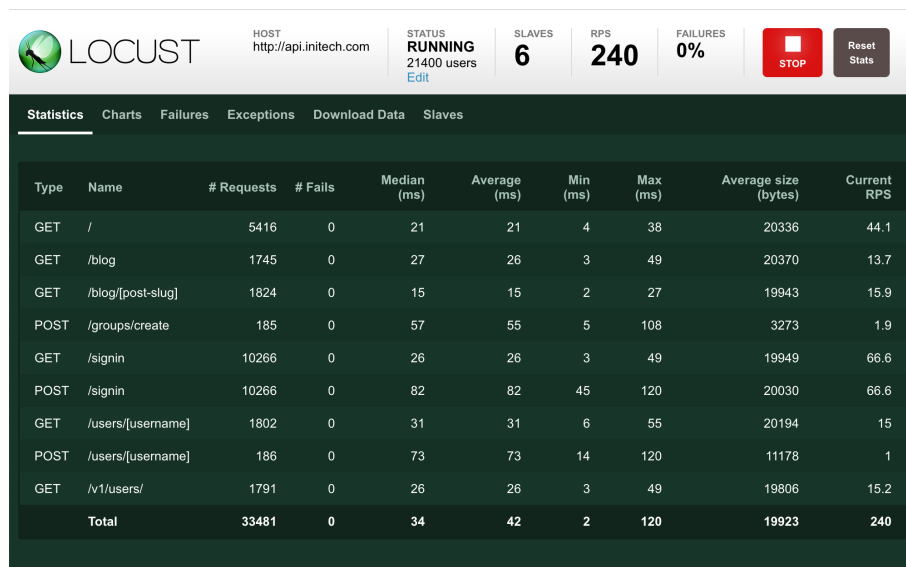 LOCUST
HOST
http://api.initech.com
STATUS
RUNNING
21400 users
Edit
SLAVES
6
RPS
240
FAILURES
0%
STOP
Reset
Stats
Statistics Charts Failures Exceptions Download Data Slaves
Type Name # Requests # Fails Median (ms) Average (ms) Min (ms) Max (ms) Average size (bytes) Current RPS
GET / 5416 0 21 21 4 38 20336 44.1
GET /blog 1745 0 27 26 3 49 20370 13.7
GET /blog/[post-slug] 1824 0 15 15 2 27 19943 15.9
POST /groups/create 185 0 57 55 5 108 3273 1.9
GET /signin 10266 0 26 26 3 49 19949 66.6
POST /signin 10266 0 82 82 45 120 20030 66.6
GET /users/[username] 1802 0 31 31 6 55 20194 15
POST /users/[username] 186 0 73 73 14 120 11178 1
GET /v1/users/ 1791 0 26 26 3 49 19806 15.2
Total 33481 0 34 42 2 120 19923 240